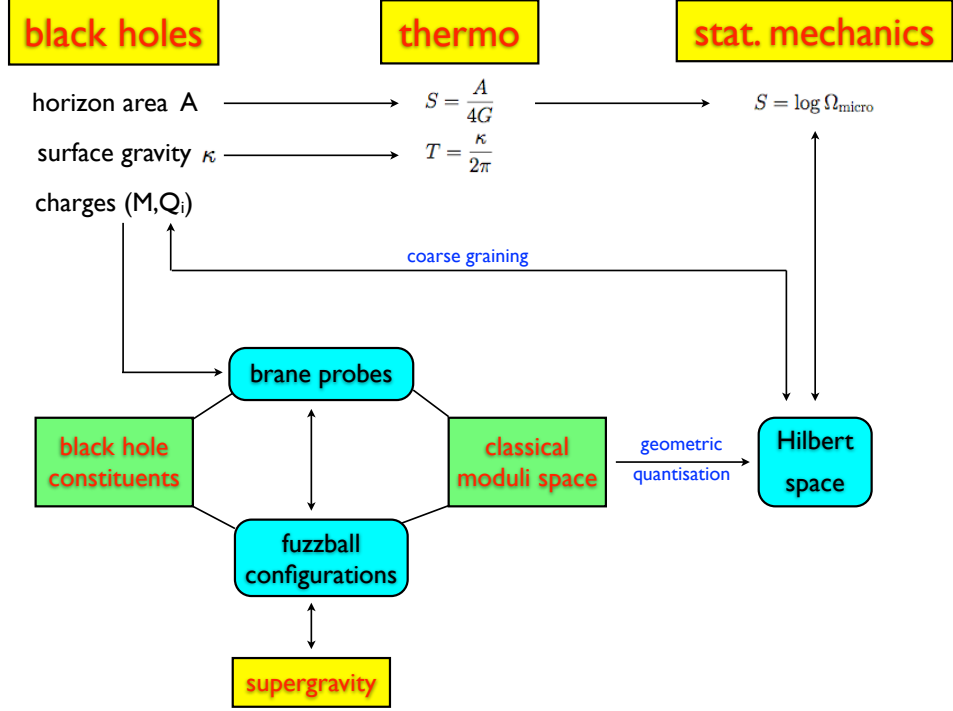 black holes
thermo
stat. mechanics
horizon area A
S = A/4G
S = log Ω_micro
surface gravity κ
T = κ/2π
charges (M,Qᵢ)
coarse graining
brane probes
black hole
constituents
classical
moduli space
geometric
quantisation
Hilbert
space
fuzzball
configurations
supergravity